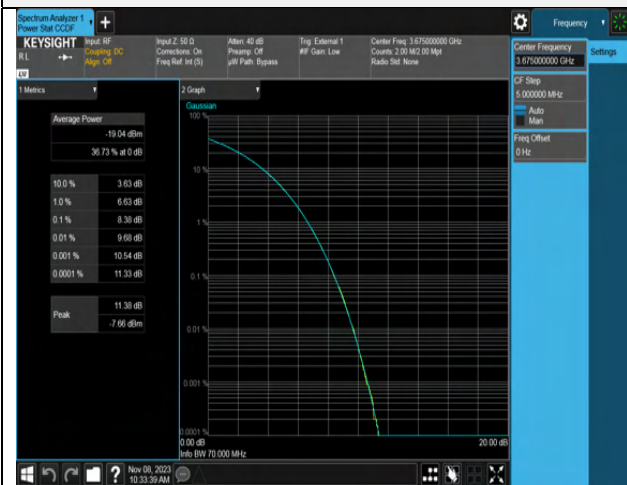 Spectrum Analyzer 1
Power Stat CCDF
+
Frequency
KEYSIGHT
RL
Input: RF
Coupling: DC
Align: Off
Input Z: 50 Ω
Corrections: On
Freq Ref: Int (S)
Atten: 40 dB
Preamp: Off
µW Path: Bypass
Trig: External 1
#IF Gain: Low
Center Freq: 3.675000000 GHz
Counts: 2.00 M/2.00 Mpt
Radio Std: None
LW
Center Frequency
3.675000000 GHz
Settings
CF Step
5.000000 MHz
Auto
Man
Freq Offset
0 Hz
1 Metrics
Average Power
-19.04 dBm
36.73 % at 0 dB
10.0 % 3.63 dB
1.0 % 6.63 dB
0.1 % 8.38 dB
0.01 % 9.68 dB
0.001 % 10.54 dB
0.0001 % 11.33 dB
Peak
11.38 dB
-7.66 dBm
2 Graph
Gaussian
100 %
10 %
1 %
0.1 %
0.01 %
0.001 %
0.0001 %
0.00 dB
20.00 dB
Info BW 70.000 MHz
?
Nov 08, 2023
10:33:39 AM